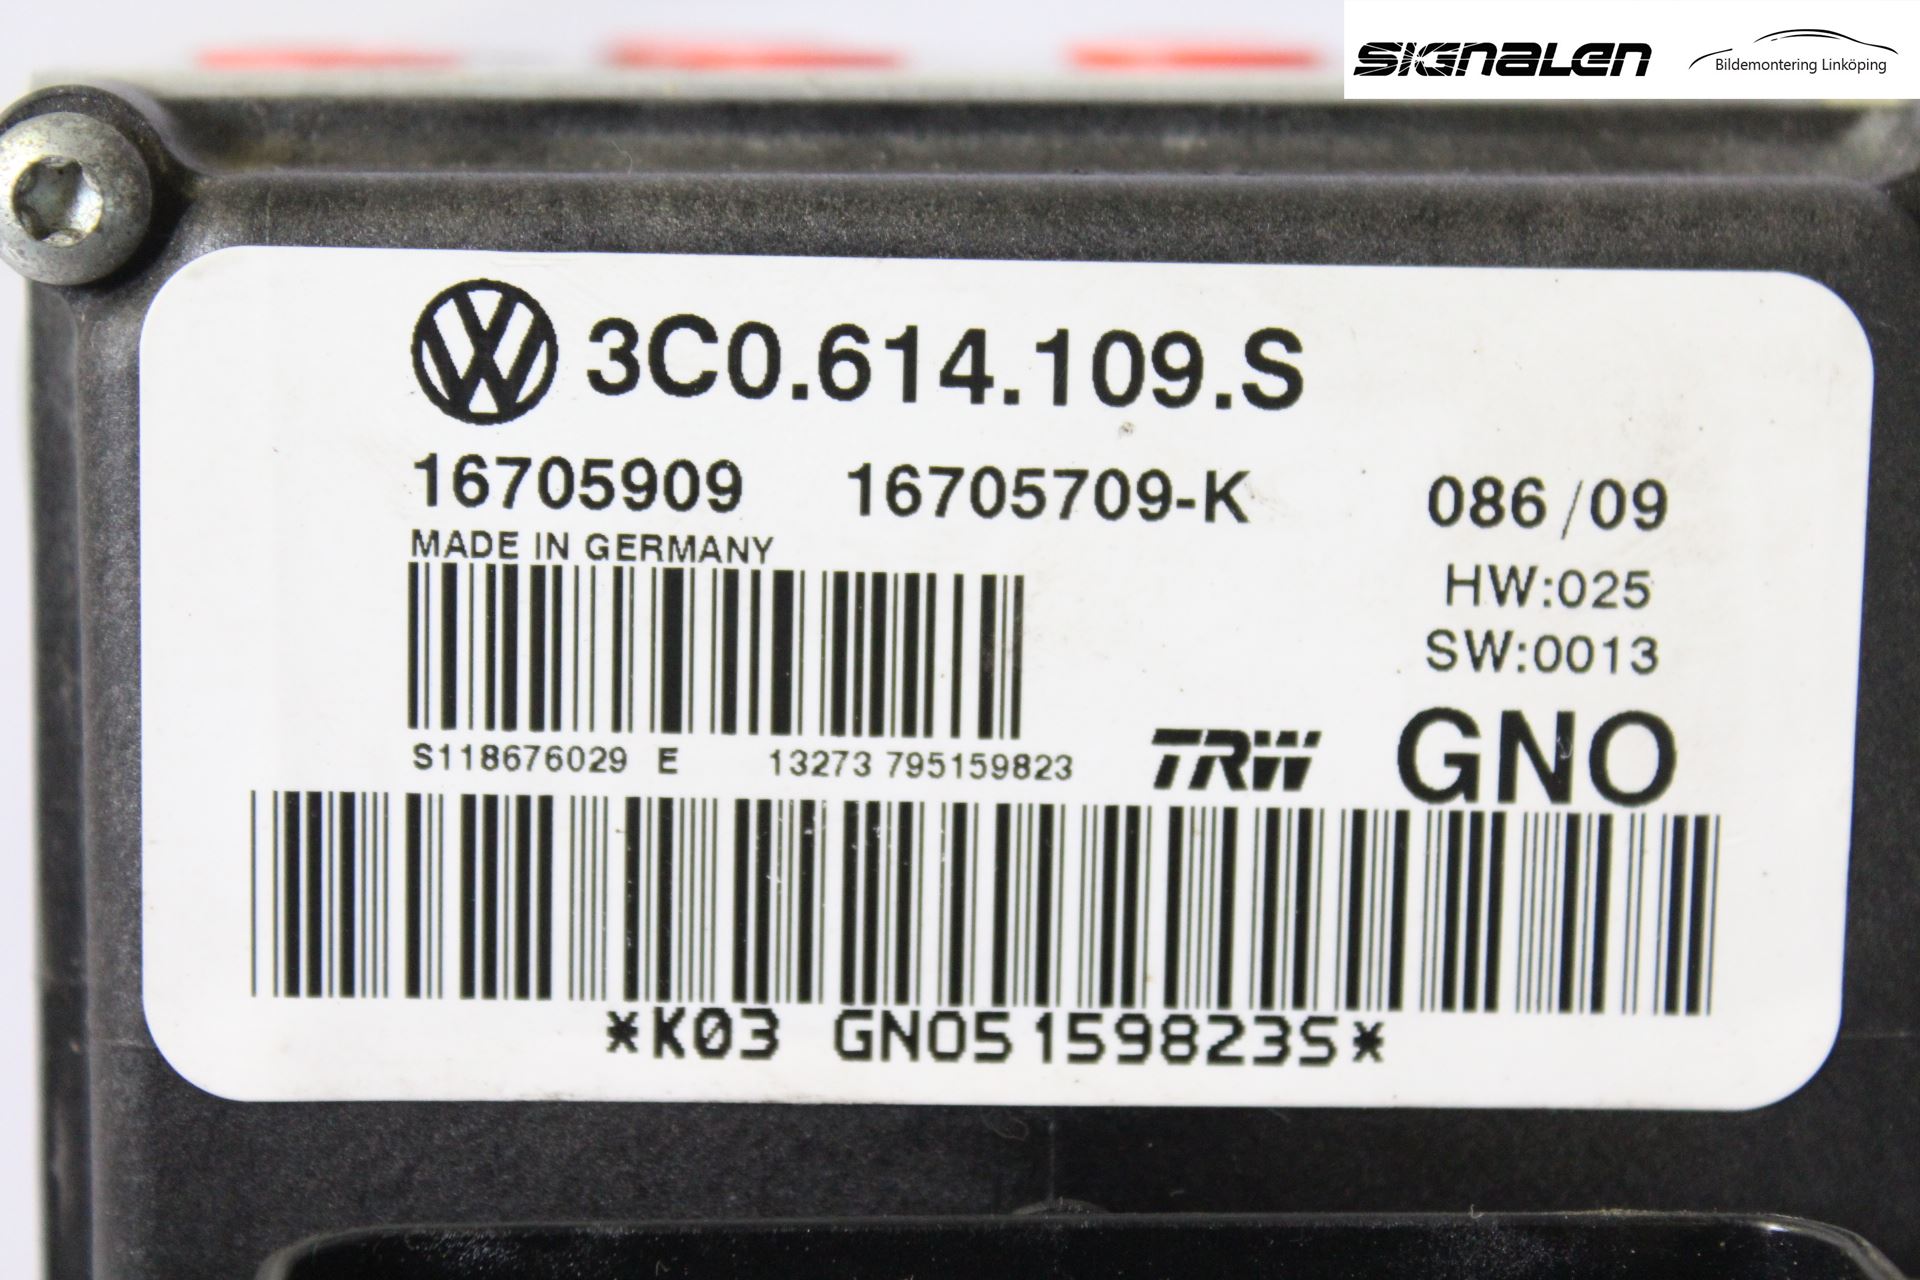 SIGNALEN
Bildemontering Linköping
3C0.614.109.S
16705909 16705709-K 086/09
MADE IN GERMANY
HW:025
SW:0013
S118676029 E 13273 795159823
TRW GNO
*K03 GNO5159823S*